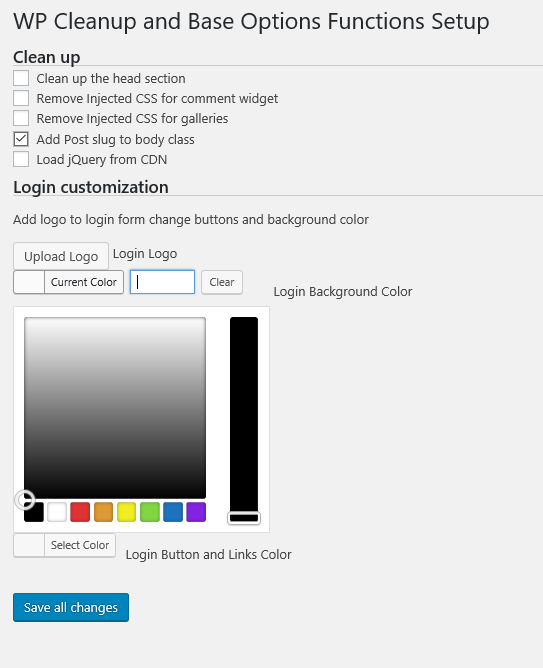 WP Cleanup and Base Options Functions Setup
Clean up
Clean up the head section
Remove Injected CSS for comment widget
Remove Injected CSS for galleries
Add Post slug to body class
Load jQuery from CDN
Login customization
Add logo to login form change buttons and background color
Upload Logo Login Logo
Current Color Clear
Login Background Color
Select Color
Login Button and Links Color
Save all changes